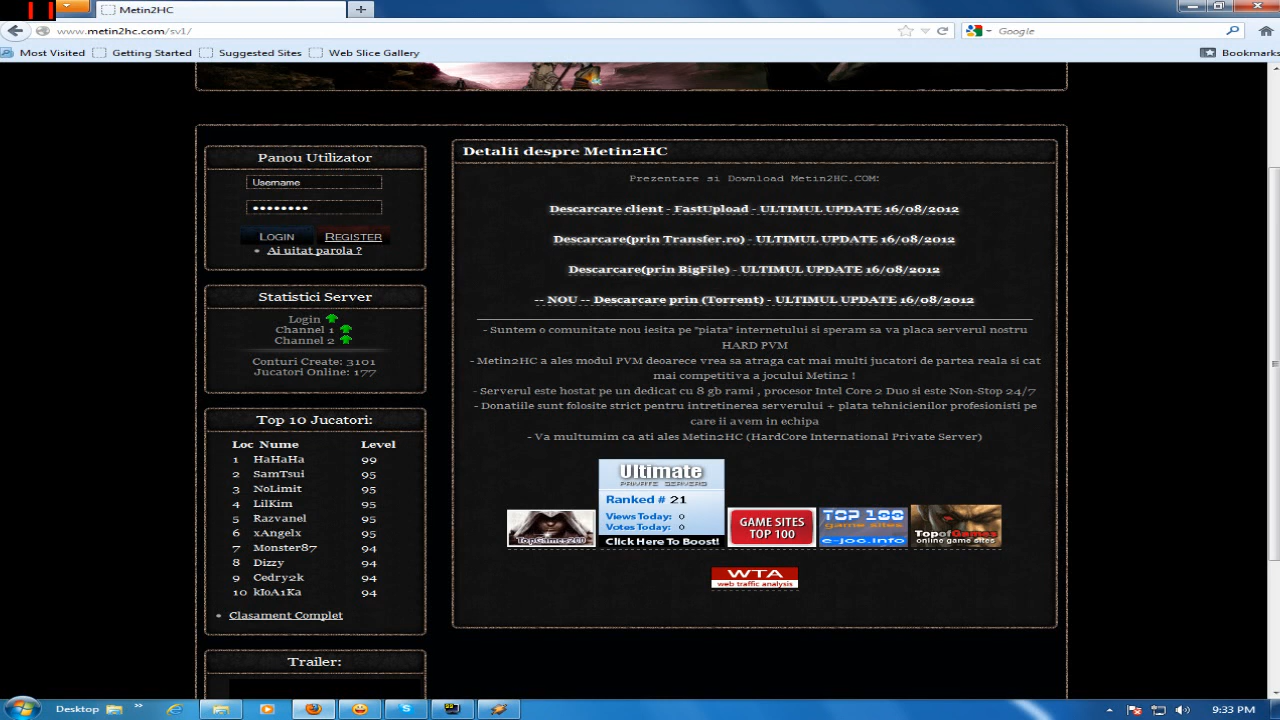 Metin2HC
www.metin2hc.com/sv1/
Google
Most Visited
Getting Started
Suggested Sites
Web Slice Gallery
Bookmarks
Panou Utilizator
Username
LOGIN
REGISTER
Ai uitat parola ?
Statistici Server
Login
Channel 1
Channel 2
Conturi Create: 3101
Jucatori Online: 177
Top 10 Jucatori:
Loc Nume Level
1 HaHaHa 99
2 SamTsui 95
3 NoLimit 95
4 LilKim 95
5 Razvanel 95
6 xAngelx 95
7 Monster87 94
8 Dizzy 94
9 Cedry2k 94
10 kIoA1Ka 94
Clasament Complet
Trailer:
Detalii despre Metin2HC
Prezentare si Download Metin2HC.COM:
Descarcare client - FastUpload - ULTIMUL UPDATE 16/08/2012
Descarcare(prin Transfer.ro) - ULTIMUL UPDATE 16/08/2012
Descarcare(prin BigFile) - ULTIMUL UPDATE 16/08/2012
-- NOU -- Descarcare prin (Torrent) - ULTIMUL UPDATE 16/08/2012
- Suntem o comunitate nou iesita pe "piata" internetului si speram sa va placa serverul nostru
HARD PVM
- Metin2HC a ales modul PVM deoarece vrea sa atraga cat mai multi jucatori de partea reala si cat
mai competitiva a jocului Metin2 !
- Serverul este hostat pe un dedicat cu 8 gb rami , procesor Intel Core 2 Duo si este Non-Stop 24/7
- Donatiile sunt folosite strict pentru intretinerea serverului + plata tehnicienilor profesionisti pe
care ii avem in echipa
- Va multumim ca ati ales Metin2HC (HardCore International Private Server)
Ultimate
PRIVATE SERVERS
Ranked # 21
Views Today: 0
Votes Today: 0
Click Here To Boost!
TopGames200
GAME SITES
TOP 100
TOP 100
game sites
e-joc.info
TopofGames
online game sites
WTA
web traffic analysis
Desktop
9:33 PM